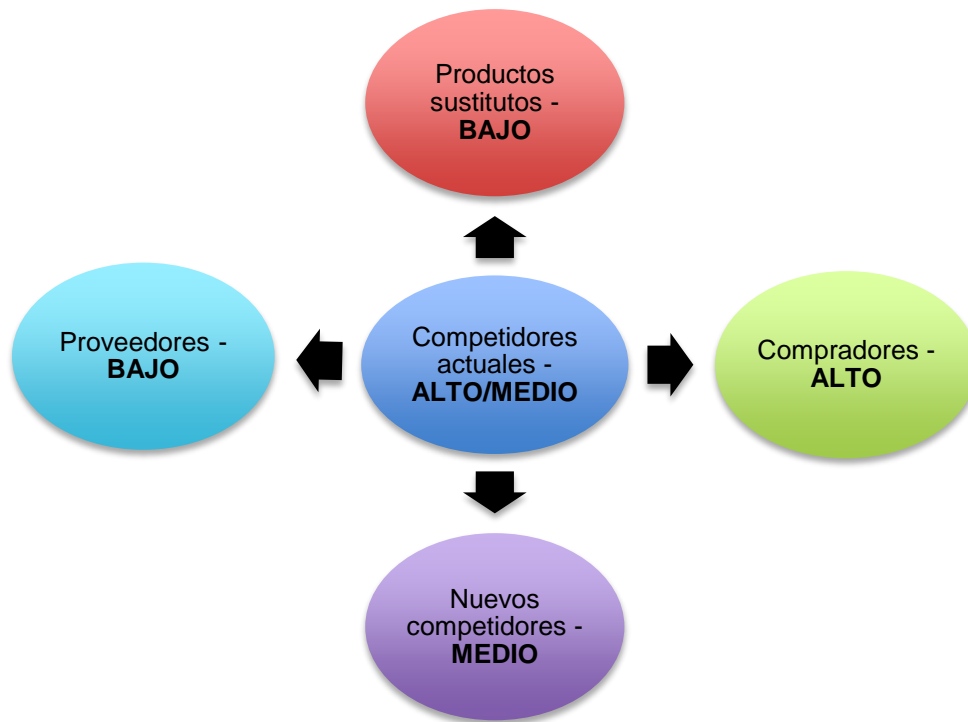 Productos
sustitutos -
BAJO
Proveedores -
BAJO
Competidores
actuales -
ALTO/MEDIO
Compradores -
ALTO
Nuevos
competidores -
MEDIO